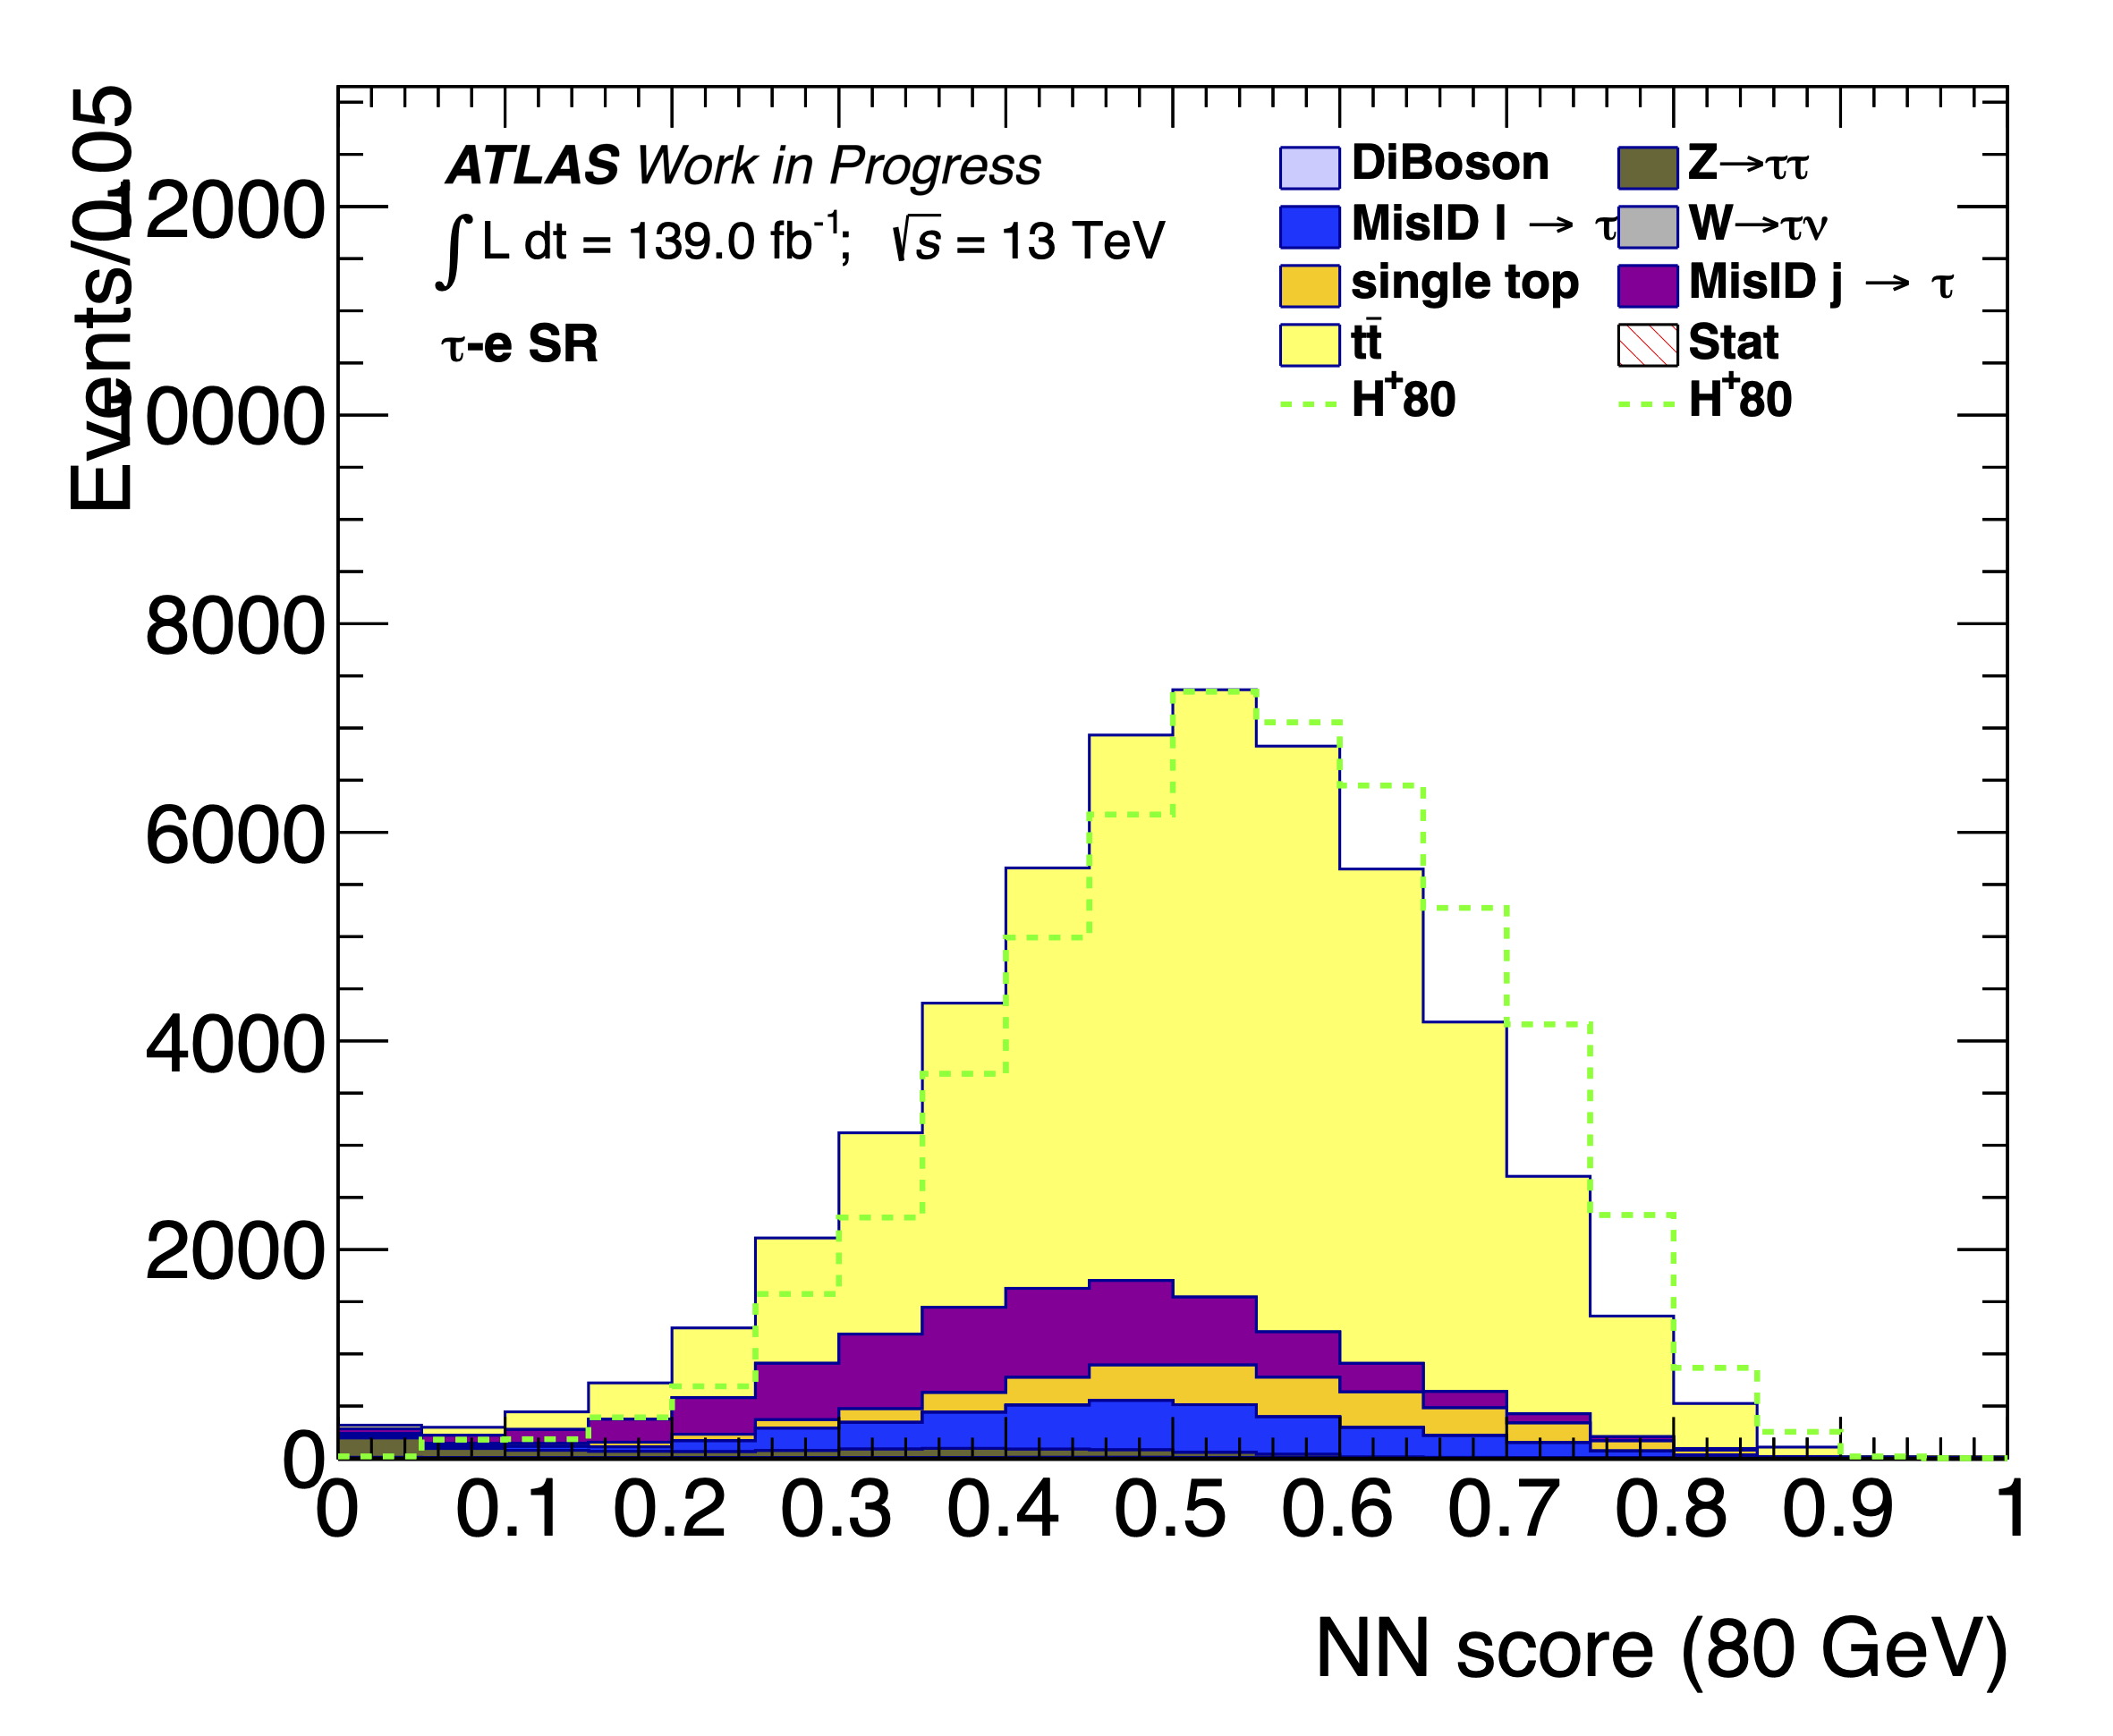 Events/0.05
ATLAS Work in Progress
∫ L dt = 139.0 fb⁻¹; √s = 13 TeV
τ-e SR
DiBoson
Z→ττ
MisID l → τ
W→τν
single top
MisID j → τ
tt̄
Stat
H⁺80
H⁺80
12000
10000
8000
6000
4000
2000
0
0 0.1 0.2 0.3 0.4 0.5 0.6 0.7 0.8 0.9 1
NN score (80 GeV)